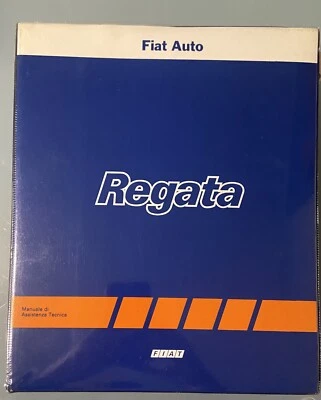 Fiat Auto
Regata
Manuale di
Assistenza Tecnica
FIAT